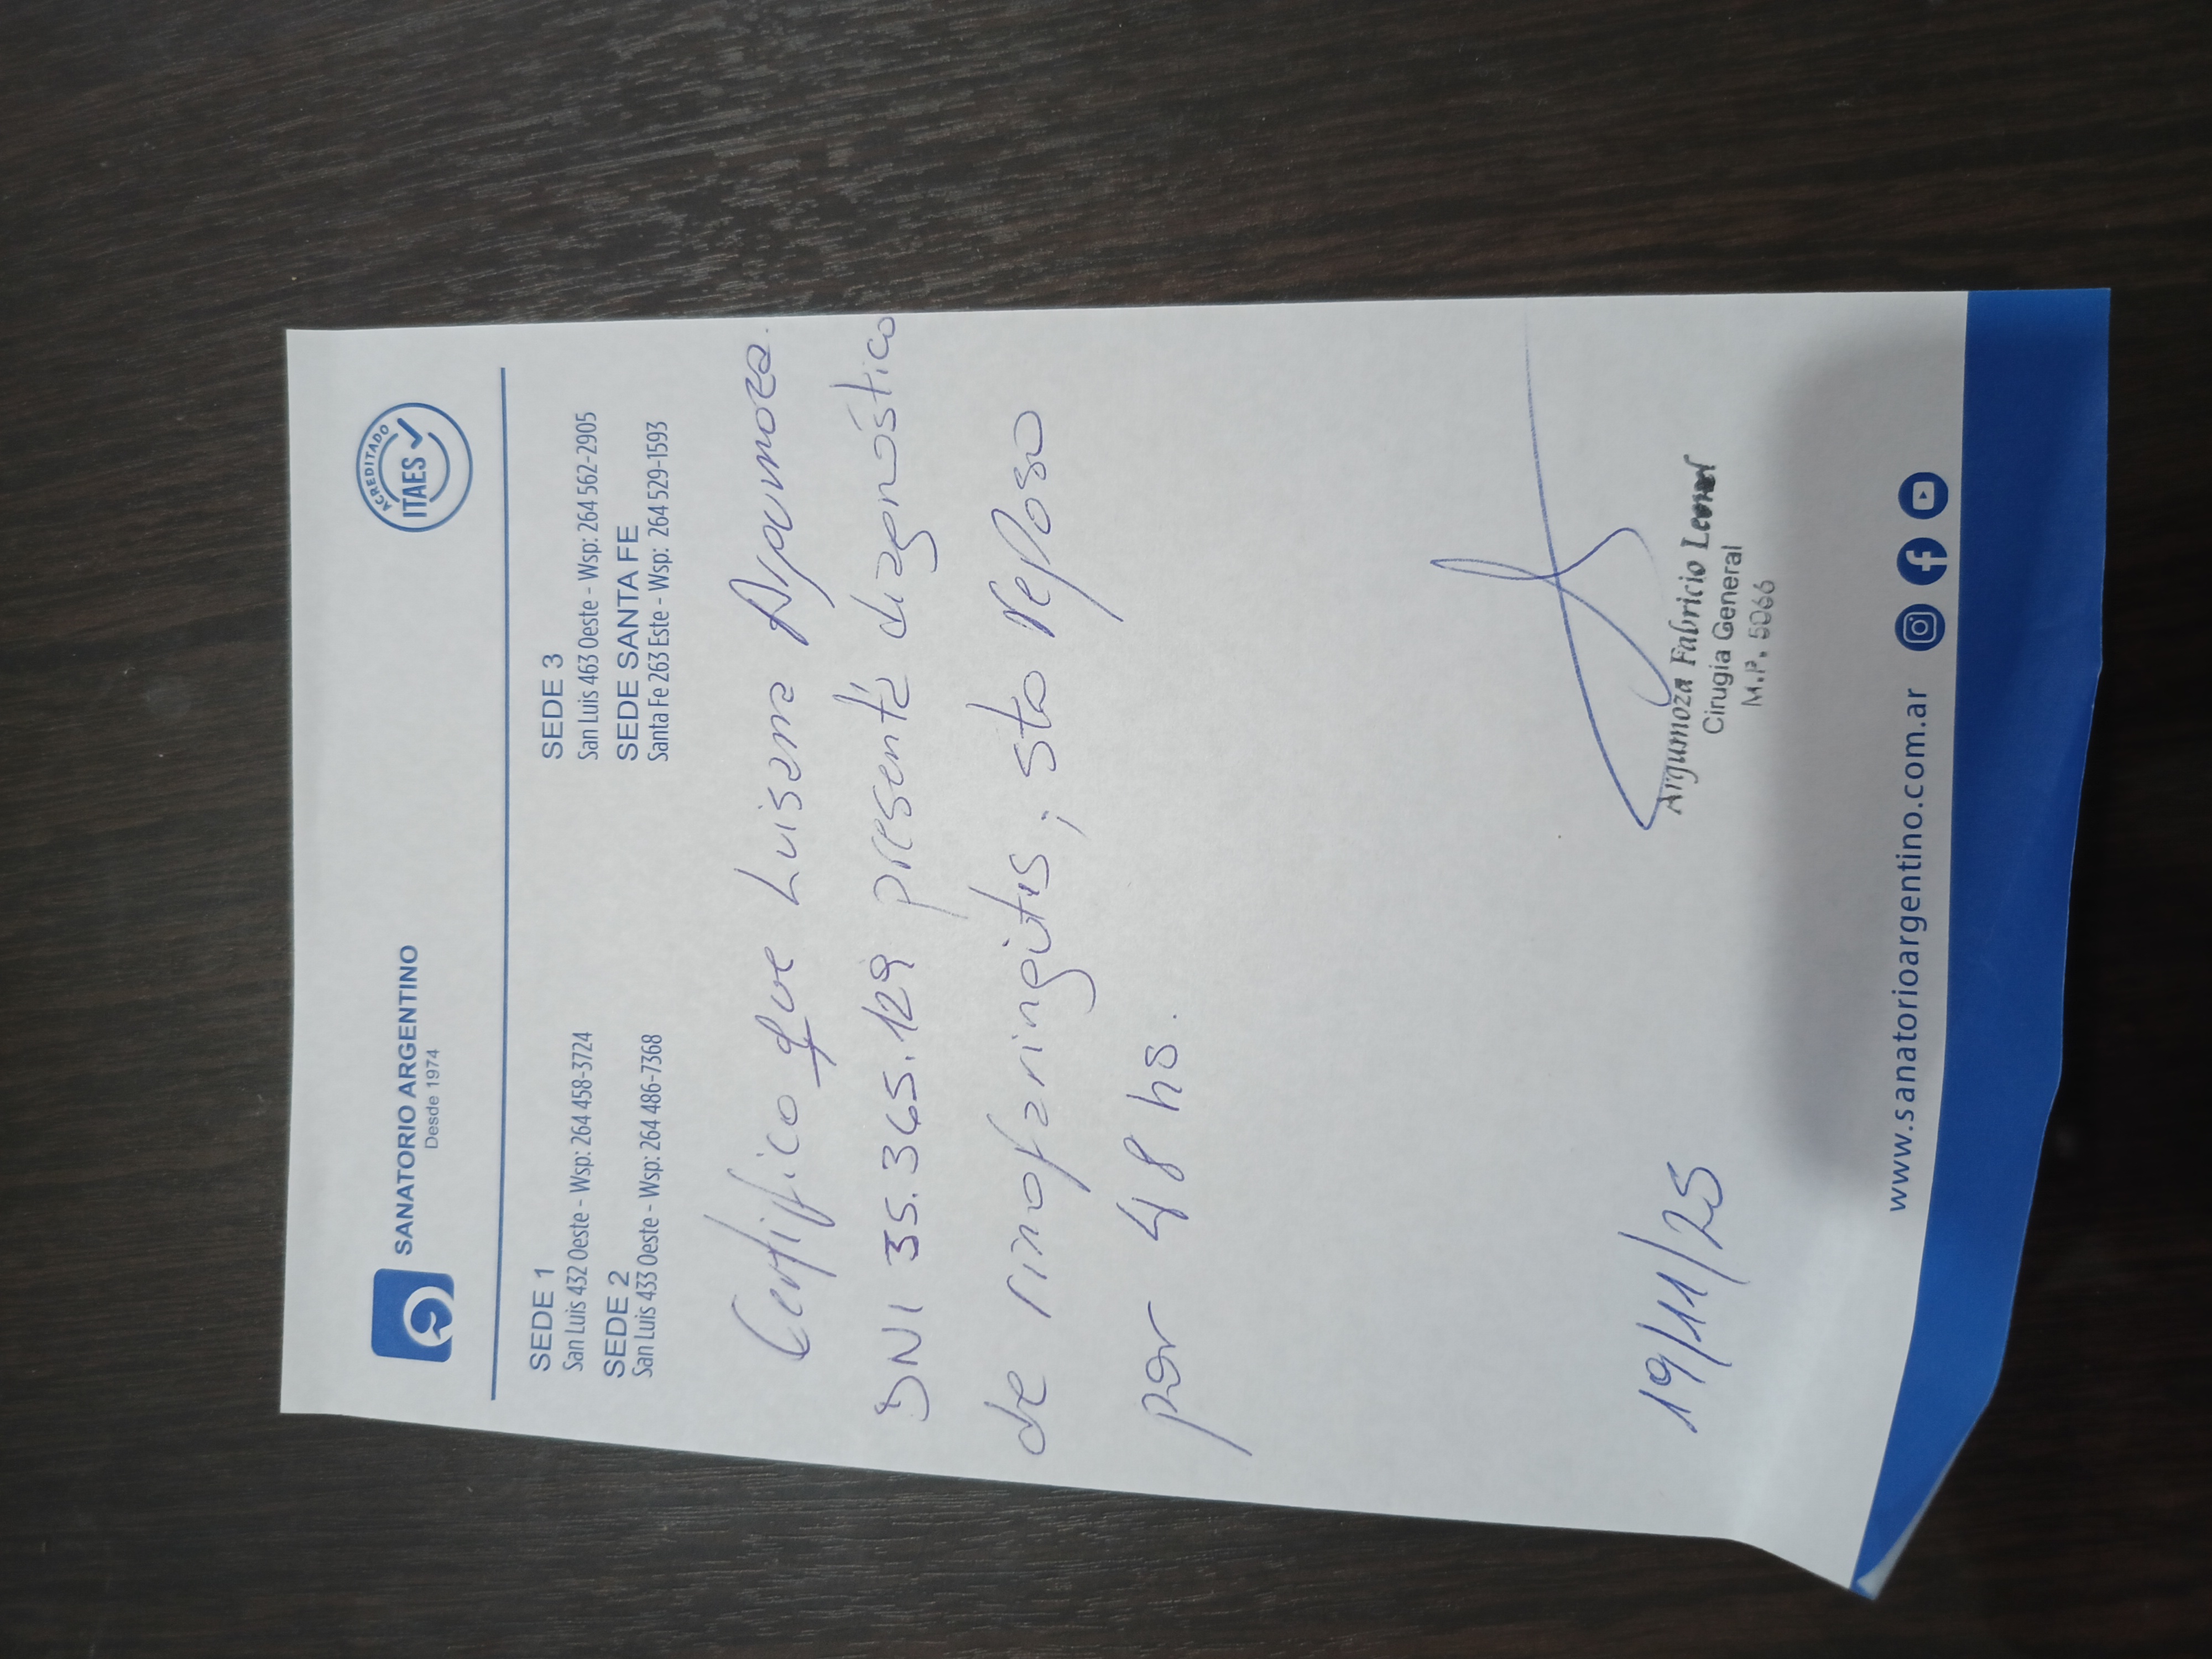 SANATORIO ARGENTINO
Desde 1974
ACREDITADO
ITAES
SEDE 1
San Luis 432 Oeste - Wsp: 264 458-3724
SEDE 2
San Luis 433 Oeste - Wsp: 264 486-7368
SEDE 3
San Luis 463 Oeste - Wsp: 264 562-2905
SEDE SANTA FE
Santa Fe 263 Este - Wsp: 264 529-1593
Certifico que Luisana Argumoza.
DNI 35.365.129 presenta diagnóstico
de rinofaringitis; sto reposo
por 48 hs.
19/11/25
Argumoza Fabricio
Cirugia General
M.P. 5066
www.sanatorioargentino.com.ar